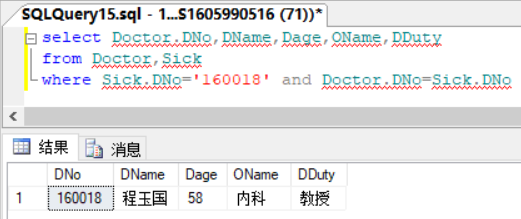 SQLQuery15.sql - 1...S1605990516 (71))*
select Doctor.DNo,DName,Dage,OName,DDuty
from Doctor,Sick
where Sick.DNo='160018' and Doctor.DNo=Sick.DNo
结果 消息
DNo DName Dage OName DDuty
1 160018 程玉国 58 内科 教授